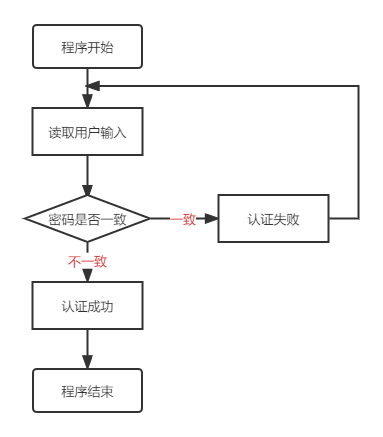 程序开始
读取用户输入
密码是否一致
一致
认证失败
不一致
认证成功
程序结束